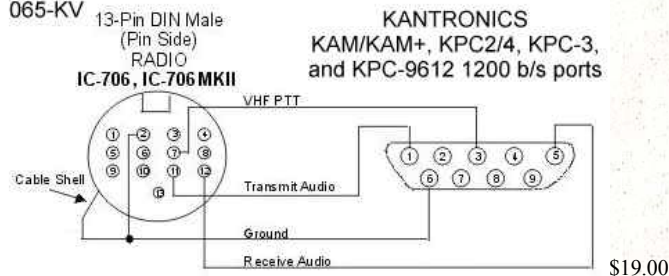 065-KV
13-Pin DIN Male
(Pin Side)
RADIO
IC-706, IC-706 MKII
KANTRONICS
KAM/KAM+, KPC2/4, KPC-3,
and KPC-9612 1200 b/s ports
VHF PTT
1 2 3 4
5 6 7 8
9 10 11 12
13
1 2 3 4 5
6 7 8 9
Cable Shell
Transmit Audio
Ground
Receive Audio
$19.00